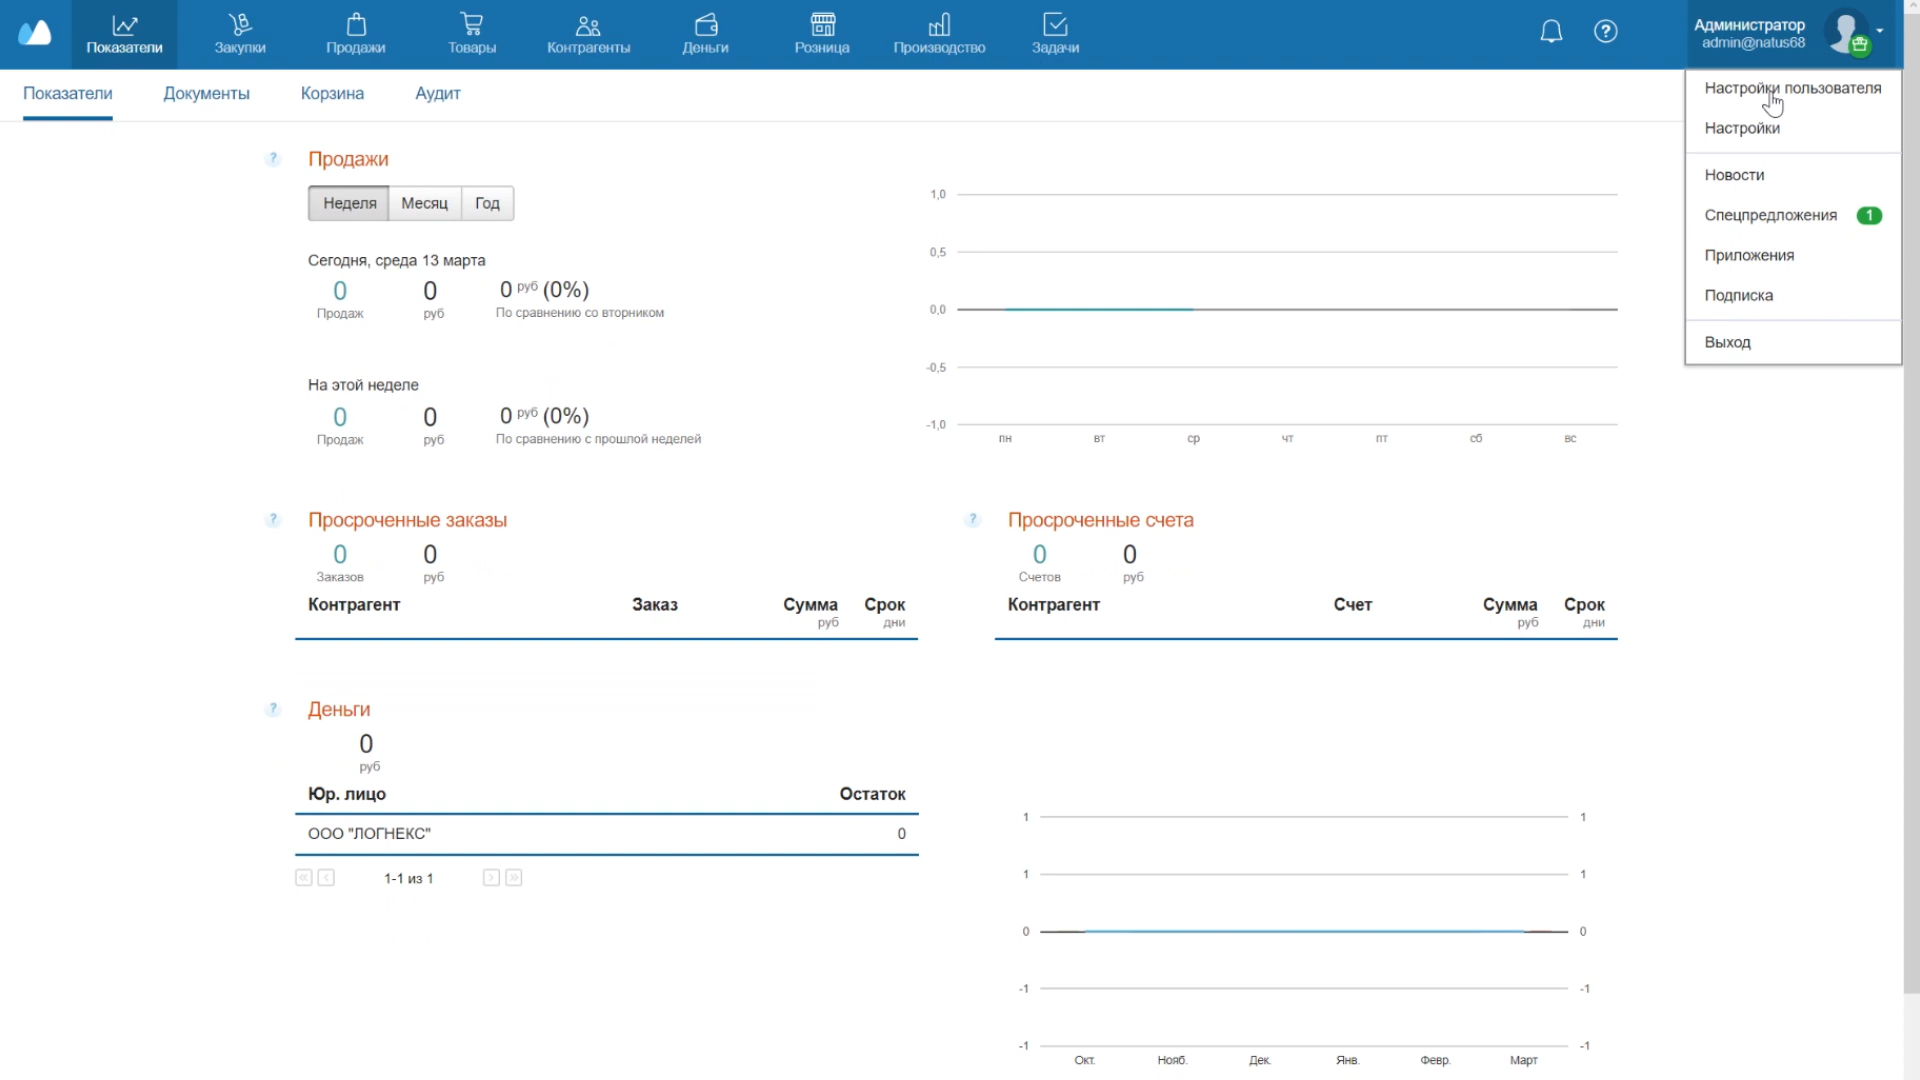 Показатели
Закупки
Продажи
Товары
Контрагенты
Деньги
Розница
Производство
Задачи
Администратор
admin@natus68
Показатели
Документы
Корзина
Аудит
Настройки пользователя
Настройки
Новости
Спецпредложения 1
Приложения
Подписка
Выход
? Продажи
Неделя Месяц Год
Сегодня, среда 13 марта
0 0 0 руб (0%)
Продаж руб По сравнению со вторником
На этой неделе
0 0 0 руб (0%)
Продаж руб По сравнению с прошлой неделей
1,0
0,5
0,0
-0,5
-1,0
пн вт ср чт пт сб вс
? Просроченные заказы
0 0
Заказов руб
Контрагент Заказ Сумма Срок
руб дни
? Просроченные счета
0 0
Счетов руб
Контрагент Счет Сумма Срок
руб дни
? Деньги
0
руб
Юр. лицо Остаток
ООО "ЛОГНЕКС" 0
1-1 из 1
1 1
1 1
0 0
-1 -1
-1 -1
Окт. Нояб. Дек. Янв. Февр. Март